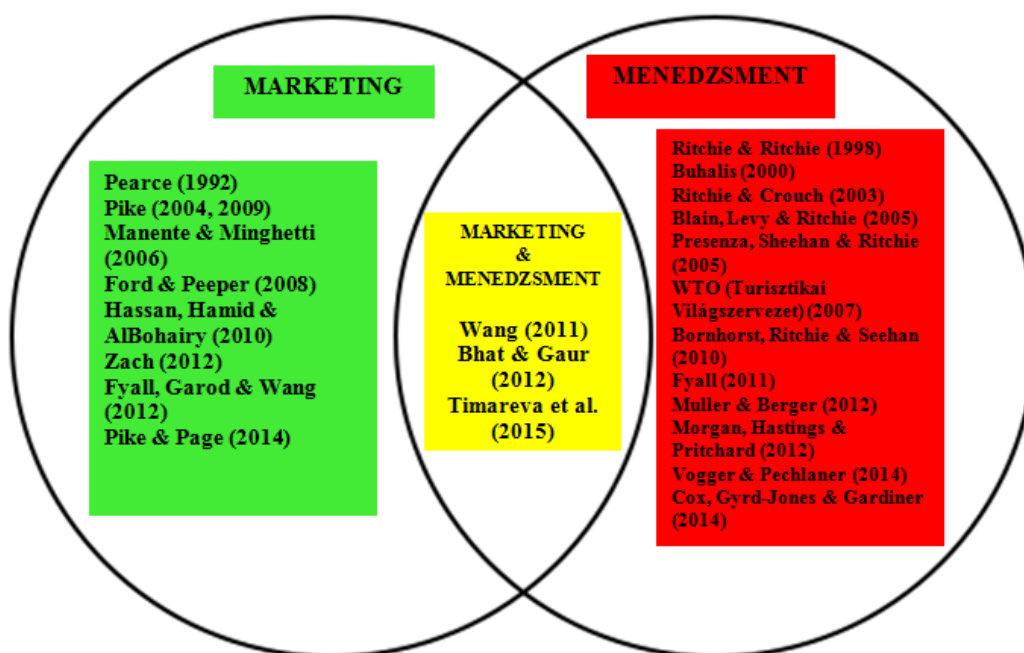 MARKETING
Pearce (1992)
Pike (2004, 2009)
Manente & Minghetti
(2006)
Ford & Peeper (2008)
Hassan, Hamid &
AlBohairy (2010)
Zach (2012)
Fyall, Garod & Wang
(2012)
Pike & Page (2014)
MARKETING
&
MENEDZSMENT
Wang (2011)
Bhat & Gaur
(2012)
Timareva et al.
(2015)
MENEDZSMENT
Ritchie & Ritchie (1998)
Buhalis (2000)
Ritchie & Crouch (2003)
Blain, Levy & Ritchie (2005)
Presenza, Sheehan & Ritchie
(2005)
WTO (Turisztikai
Világszervezet) (2007)
Bornhorst, Ritchie & Seehan
(2010)
Fyall (2011)
Muller & Berger (2012)
Morgan, Hastings &
Pritchard (2012)
Vogger & Pechlaner (2014)
Cox, Gyrd-Jones & Gardiner
(2014)